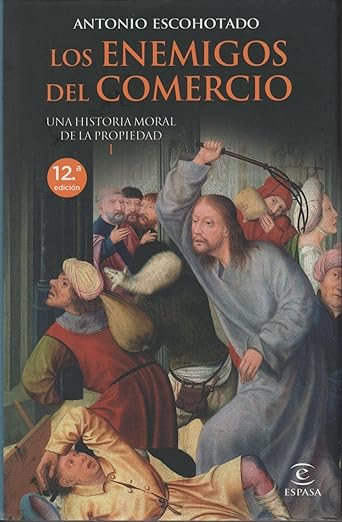 ANTONIO ESCOHOTADO
LOS ENEMIGOS
DEL COMERCIO
UNA HISTORIA MORAL
DE LA PROPIEDAD
I
12.ª
edición
e
ESPASA